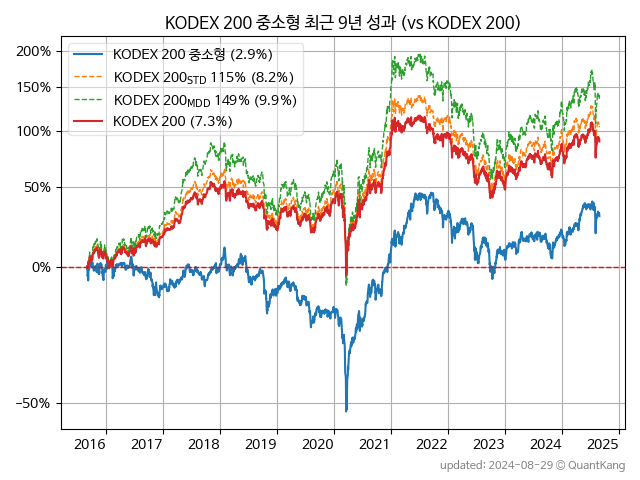 KODEX 200 중소형 최근 9년 성과 (vs KODEX 200)
200%
150%
100%
50%
0%
−50%
KODEX 200 중소형 (2.9%)
KODEX 200STD 115% (8.2%)
KODEX 200MDD 149% (9.9%)
KODEX 200 (7.3%)
2016 2017 2018 2019 2020 2021 2022 2023 2024 2025
updated: 2024-08-29 © QuantKang